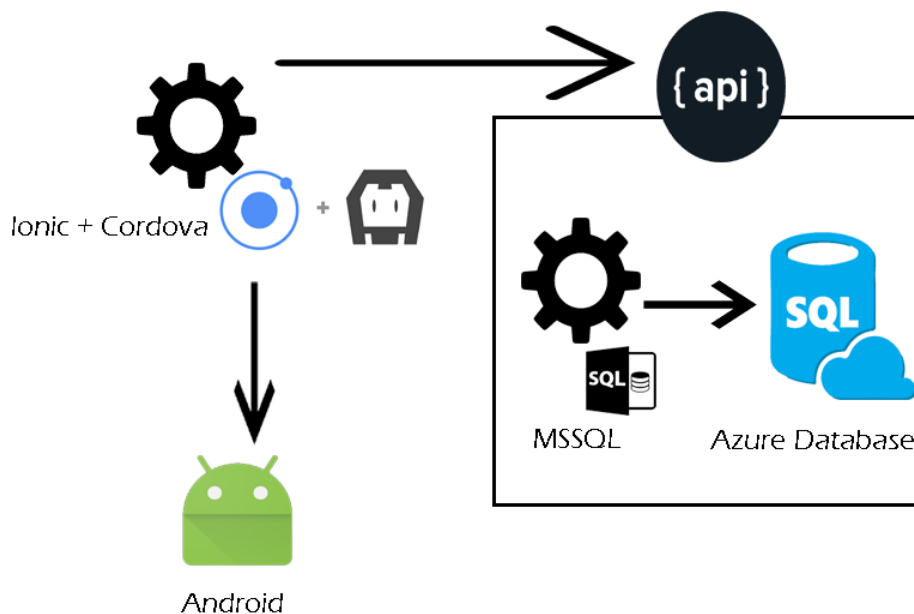 { api }
Ionic + Cordova
+
SQL
SQL
MSSQL
Azure Database
Android